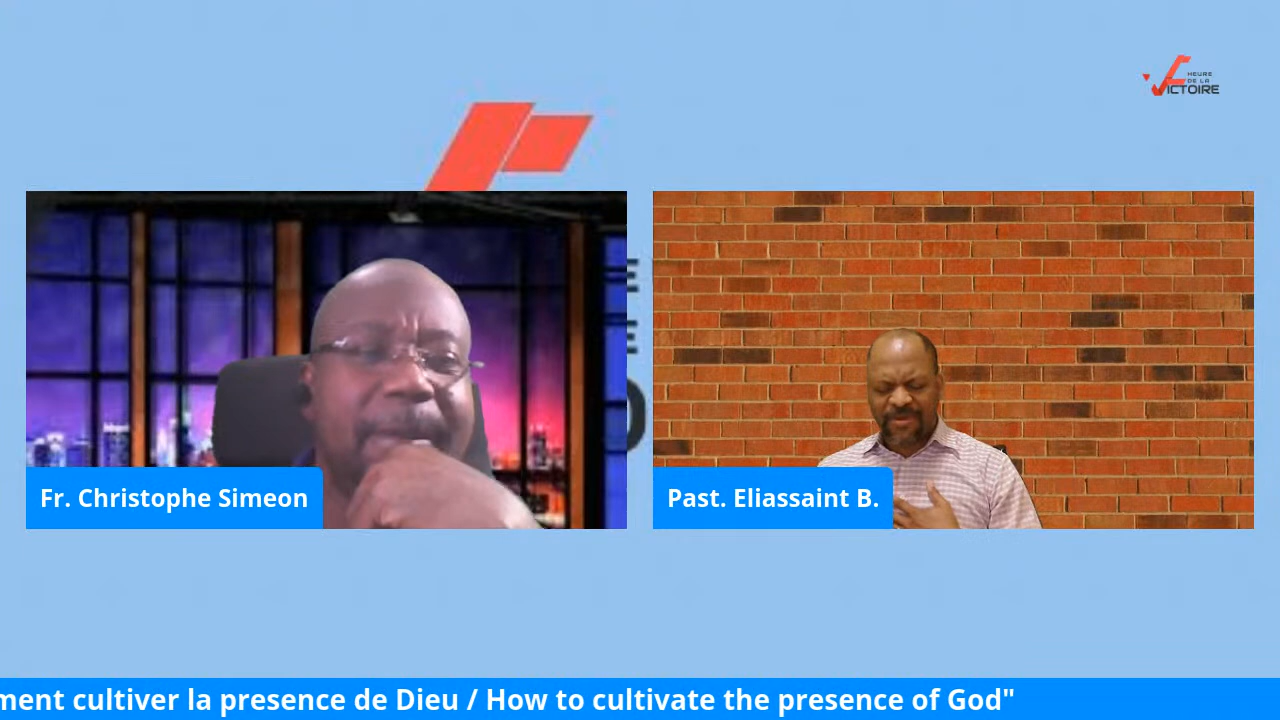 HEURE
DE LA
VICTOIRE
E
E
Fr. Christophe Simeon
Past. Eliassaint B.
ment cultiver la presence de Dieu / How to cultivate the presence of God"